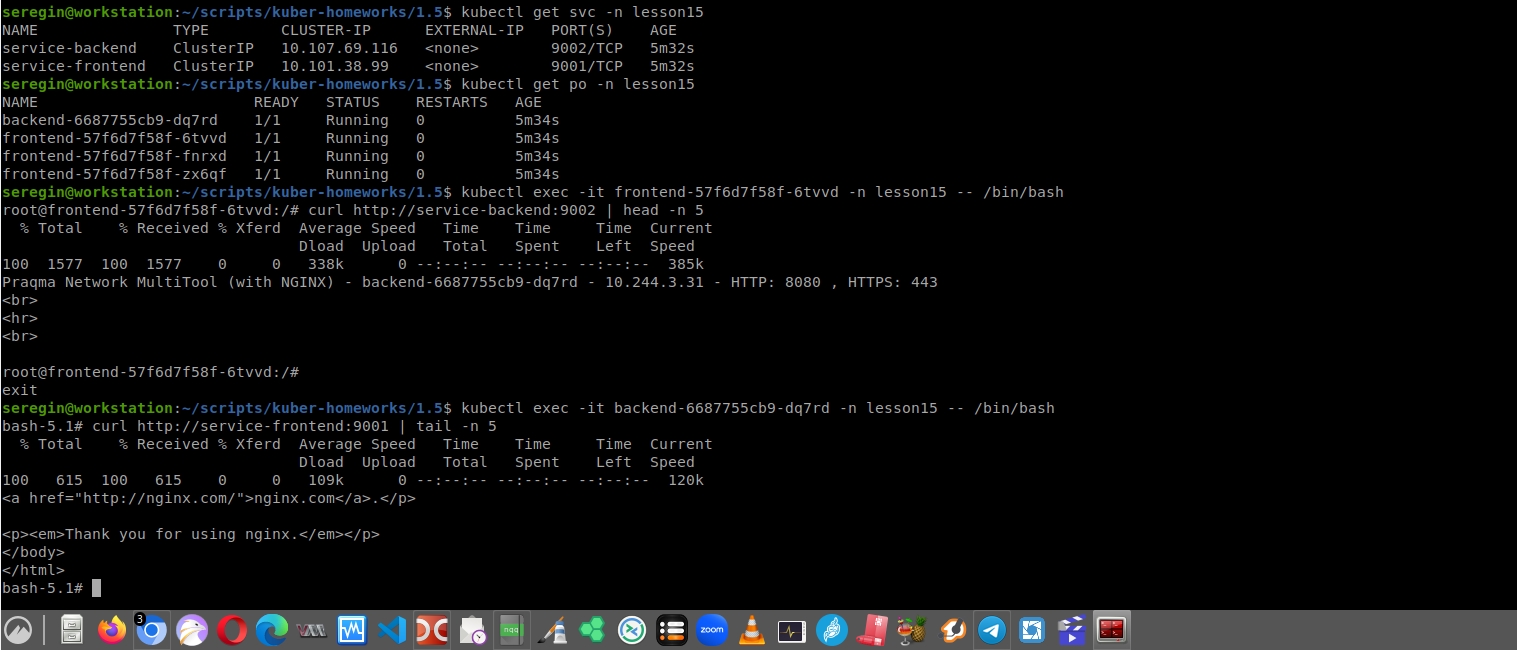 seregin@workstation:~/scripts/kuber-homeworks/1.5$ kubectl get svc -n lesson15
NAME               TYPE        CLUSTER-IP      EXTERNAL-IP   PORT(S)    AGE
service-backend    ClusterIP   10.107.69.116   <none>        9002/TCP   5m32s
service-frontend   ClusterIP   10.101.38.99    <none>        9001/TCP   5m32s
seregin@workstation:~/scripts/kuber-homeworks/1.5$ kubectl get po -n lesson15
NAME                        READY   STATUS    RESTARTS   AGE
backend-6687755cb9-dq7rd    1/1     Running   0          5m34s
frontend-57f6d7f58f-6tvvd   1/1     Running   0          5m34s
frontend-57f6d7f58f-fnrxd   1/1     Running   0          5m34s
frontend-57f6d7f58f-zx6qf   1/1     Running   0          5m34s
seregin@workstation:~/scripts/kuber-homeworks/1.5$ kubectl exec -it frontend-57f6d7f58f-6tvvd -n lesson15 -- /bin/bash
root@frontend-57f6d7f58f-6tvvd:/# curl http://service-backend:9002 | head -n 5
  % Total    % Received % Xferd  Average Speed   Time    Time     Time  Current
                                 Dload  Upload   Total   Spent    Left  Speed
100  1577  100  1577    0     0   338k      0 --:--:-- --:--:-- --:--:--  385k
Praqma Network MultiTool (with NGINX) - backend-6687755cb9-dq7rd - 10.244.3.31 - HTTP: 8080 , HTTPS: 443
<br>
<hr>
<br>

root@frontend-57f6d7f58f-6tvvd:/#
exit
seregin@workstation:~/scripts/kuber-homeworks/1.5$ kubectl exec -it backend-6687755cb9-dq7rd -n lesson15 -- /bin/bash
bash-5.1# curl http://service-frontend:9001 | tail -n 5
  % Total    % Received % Xferd  Average Speed   Time    Time     Time  Current
                                 Dload  Upload   Total   Spent    Left  Speed
100   615  100   615    0     0   109k      0 --:--:-- --:--:-- --:--:--  120k
<a href="http://nginx.com/">nginx.com</a>.</p>

<p><em>Thank you for using nginx.</em></p>
</body>
</html>
bash-5.1#
3
nqq
zoom